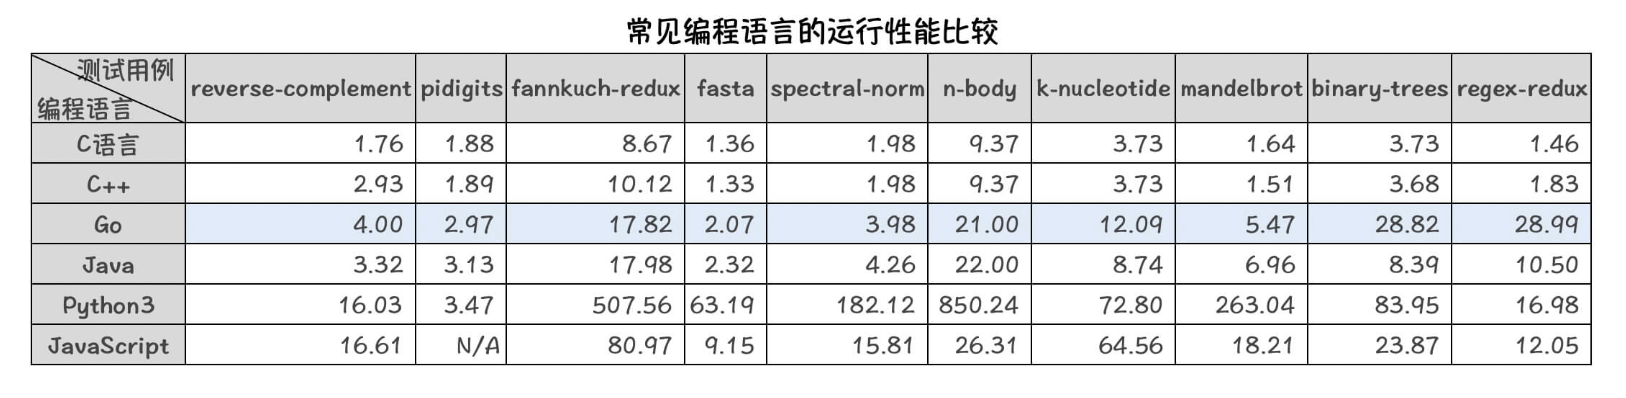 常见编程语言的运行性能比较
测试用例
编程语言
reverse-complement pidigits fannkuch-redux fasta spectral-norm n-body k-nucleotide mandelbrot binary-trees regex-redux
C语言 1.76 1.88 8.67 1.36 1.98 9.37 3.73 1.64 3.73 1.46
C++ 2.93 1.89 10.12 1.33 1.98 9.37 3.73 1.51 3.68 1.83
Go 4.00 2.97 17.82 2.07 3.98 21.00 12.09 5.47 28.82 28.99
Java 3.32 3.13 17.98 2.32 4.26 22.00 8.74 6.96 8.39 10.50
Python3 16.03 3.47 507.56 63.19 182.12 850.24 72.80 263.04 83.95 16.98
JavaScript 16.61 N/A 80.97 9.15 15.81 26.31 64.56 18.21 23.87 12.05